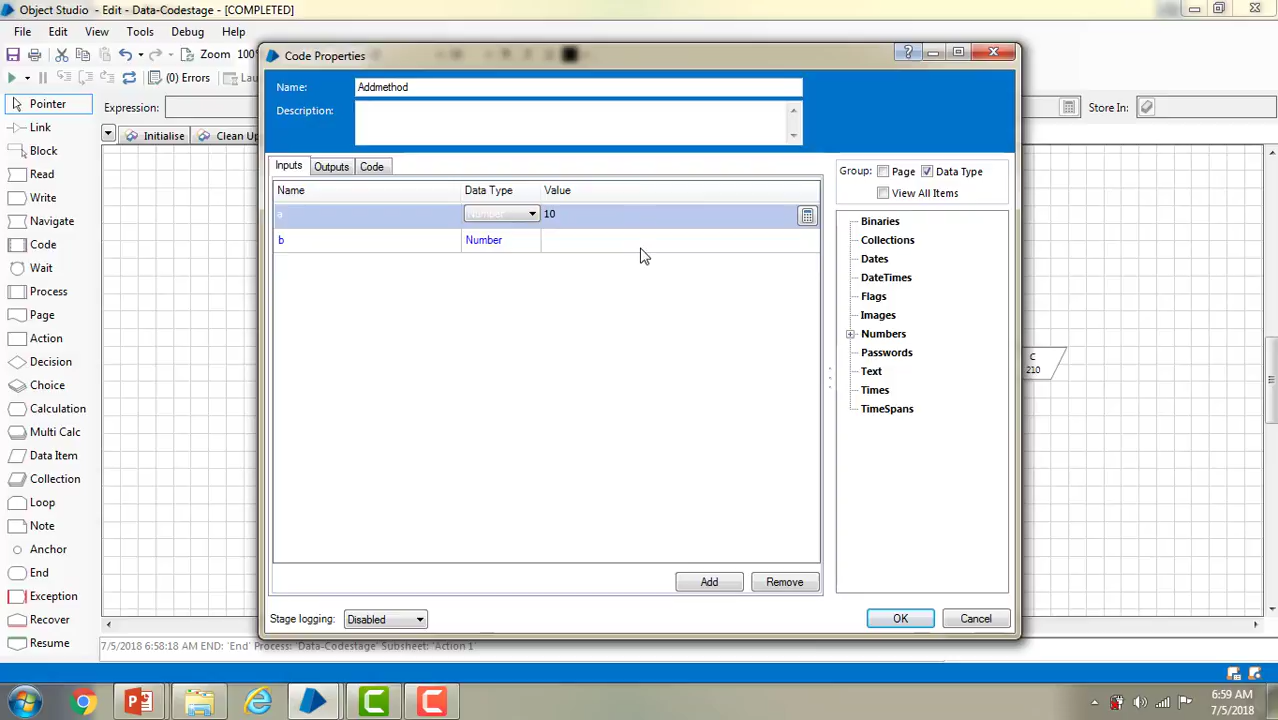 Object Studio - Edit - Data-Codestage - [COMPLETED]
File Edit View Tools Debug Help
Zoom 100%
(0) Errors
Pointer
Expression:
Store In:
Initialise
Clean Up
Link
Block
Read
Write
Navigate
Code
Wait
Process
Page
Action
Decision
Choice
Calculation
Multi Calc
Data Item
Collection
Loop
Note
Anchor
End
Exception
Recover
Resume
Code Properties
Name: Addmethod
Description:
Inputs Outputs Code
Name Data Type Value
a Number 10
b Number
Group: Page Data Type
View All Items
Binaries
Collections
Dates
DateTimes
Flags
Images
Numbers
Passwords
Text
Times
TimeSpans
C
210
Add Remove
Stage logging: Disabled
OK Cancel
7/5/2018 6:58:18 AM END: 'End' Process: 'Data-Codestage' Subsheet: 'Action 1'
6:59 AM
7/5/2018